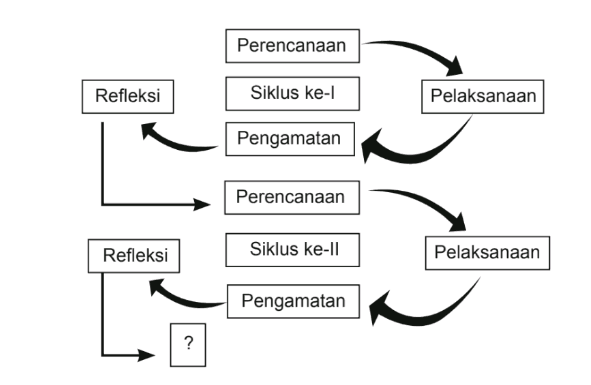 Perencanaan
Refleksi
Siklus ke-I
Pelaksanaan
Pengamatan
Perencanaan
Refleksi
Siklus ke-II
Pelaksanaan
Pengamatan
?